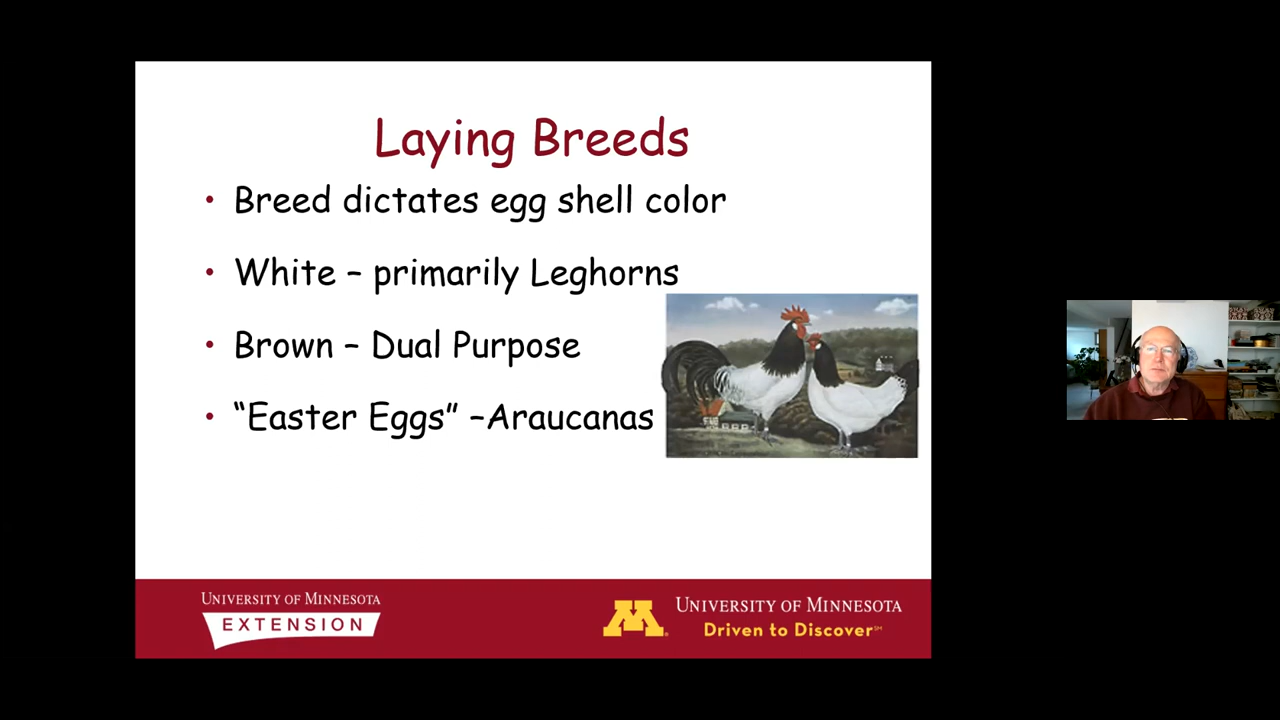 Laying Breeds
• Breed dictates egg shell color
• White – primarily Leghorns
• Brown – Dual Purpose
• “Easter Eggs” –Araucanas
UNIVERSITY OF MINNESOTA
EXTENSION
M
UNIVERSITY OF MINNESOTA
Driven to Discover℠